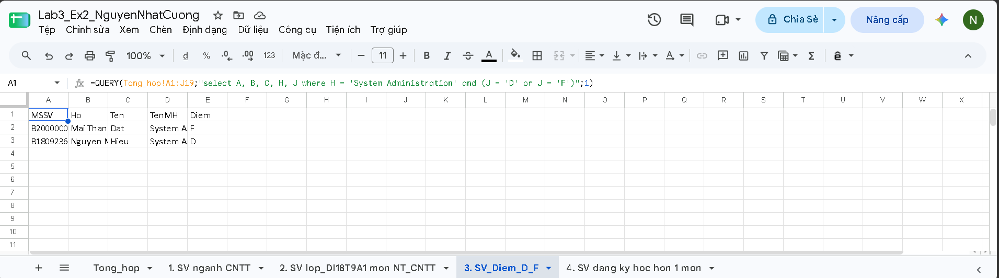 Lab3_Ex2_NguyenNhatCuong
Tệp Chỉnh sửa Xem Chèn Định dạng Dữ liệu Công cụ Tiện ích Trợ giúp
Chia Sẻ
Nâng cấp
N
100% đ % .0 .00 123 Mặc đ... 11 B I S A Σ ê
A1 fx =QUERY(Tong_hop!A1:J19;"select A, B, C, H, J where H = 'System Administration' and (J = 'D' or J = 'F')";1)
A B C D E F G H I J K L M N O P Q R S T U V W X
1 MSSV Ho Ten TenMH Diem
2 B2000000 Mai Than Dat System A F
3 B1809236 Nguyen M Hieu System A D
4
5
6
7
8
9
10
11
Tong_hop 1. SV nganh CNTT 2. SV lop_DI18T9A1 mon NT_CNTT 3. SV_Diem_D_F 4. SV dang ky hoc hon 1 mon